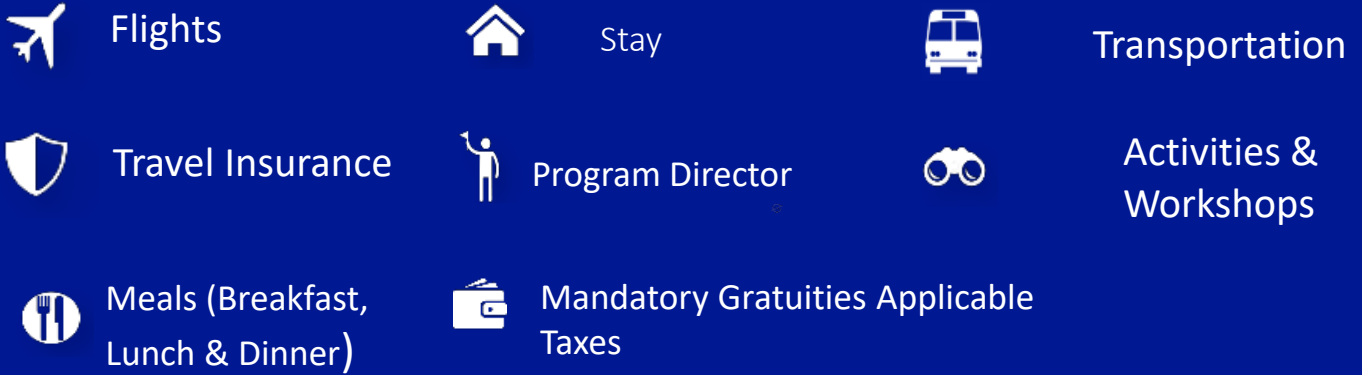 Flights
Stay
Transportation
Travel Insurance
Program Director
Activities &
Workshops
Meals (Breakfast,
Lunch & Dinner)
Mandatory Gratuities Applicable
Taxes